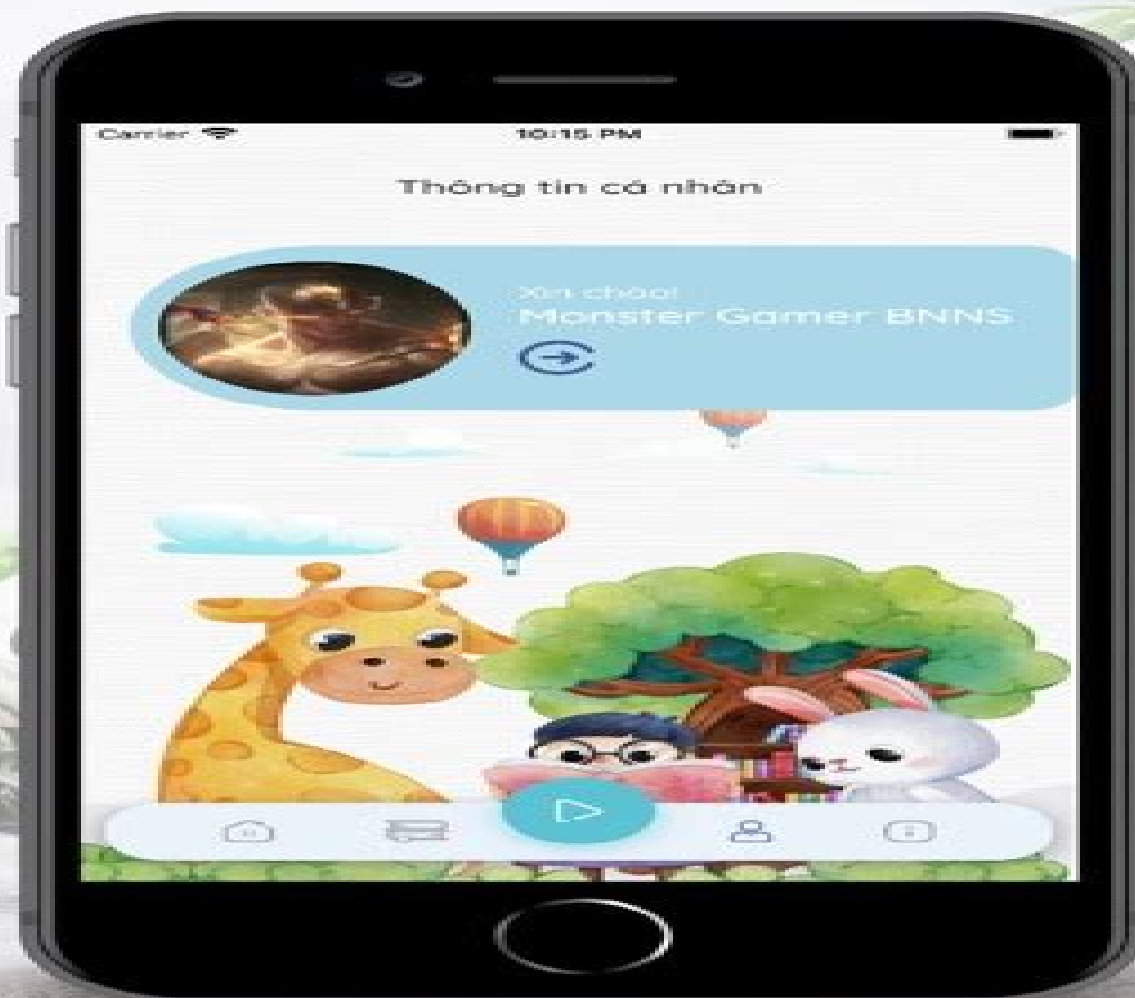 Carrier
10:15 PM
Thông tin cá nhân
Xin chào!
Monster Gamer BNNS